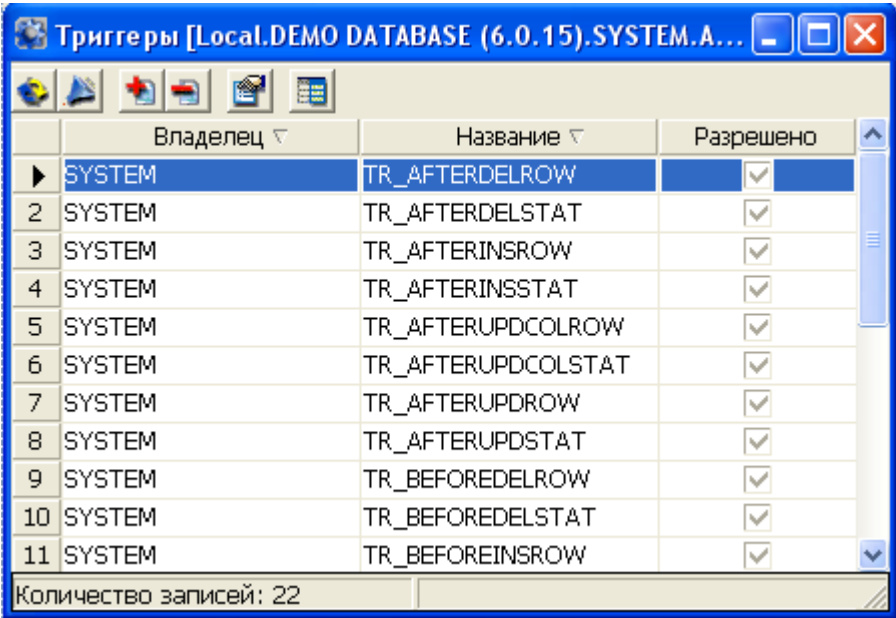 Триггеры [Local.DEMO DATABASE (6.0.15).SYSTEM.A...
Владелец Название Разрешено
SYSTEM TR_AFTERDELROW
2 SYSTEM TR_AFTERDELSTAT
3 SYSTEM TR_AFTERINSROW
4 SYSTEM TR_AFTERINSSTAT
5 SYSTEM TR_AFTERUPDCOLROW
6 SYSTEM TR_AFTERUPDCOLSTAT
7 SYSTEM TR_AFTERUPDROW
8 SYSTEM TR_AFTERUPDSTAT
9 SYSTEM TR_BEFOREDELROW
10 SYSTEM TR_BEFOREDELSTAT
11 SYSTEM TR_BEFOREINSROW
Количество записей: 22